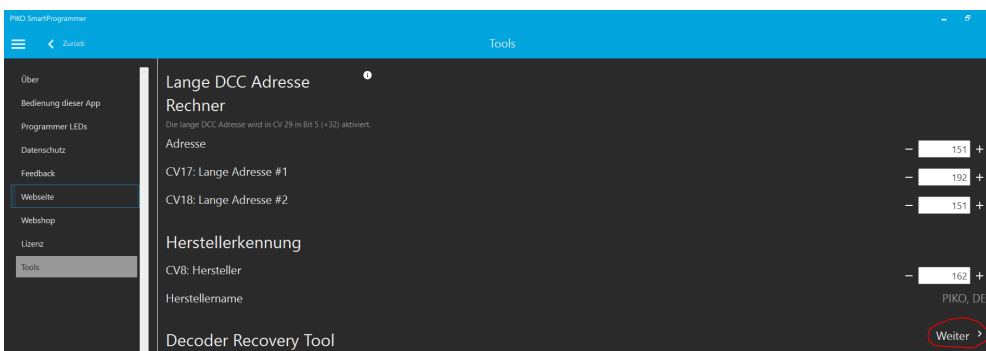 PIKO SmartProgrammer
Zurück
Tools
Über
Bedienung dieser App
Programmer LEDs
Datenschutz
Feedback
Webseite
Webshop
Lizenz
Tools
Lange DCC Adresse
Rechner
Die lange DCC Adresse wird in CV 29 in Bit 5 (+32) aktiviert.
Adresse
− 151 +
CV17: Lange Adresse #1
− 192 +
CV18: Lange Adresse #2
− 151 +
Herstellerkennung
CV8: Hersteller
− 162 +
Herstellername
PIKO, DE
Decoder Recovery Tool
Weiter